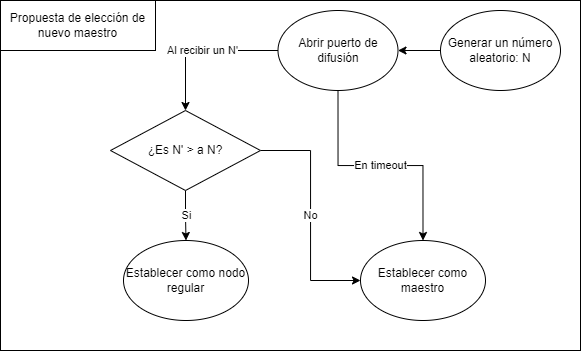 Propuesta de elección de
nuevo maestro
Al recibir un N'
Abrir puerto de
difusión
Generar un número
aleatorio: N
¿Es N' > a N?
En timeout
Si
No
Establecer como nodo
regular
Establecer como
maestro